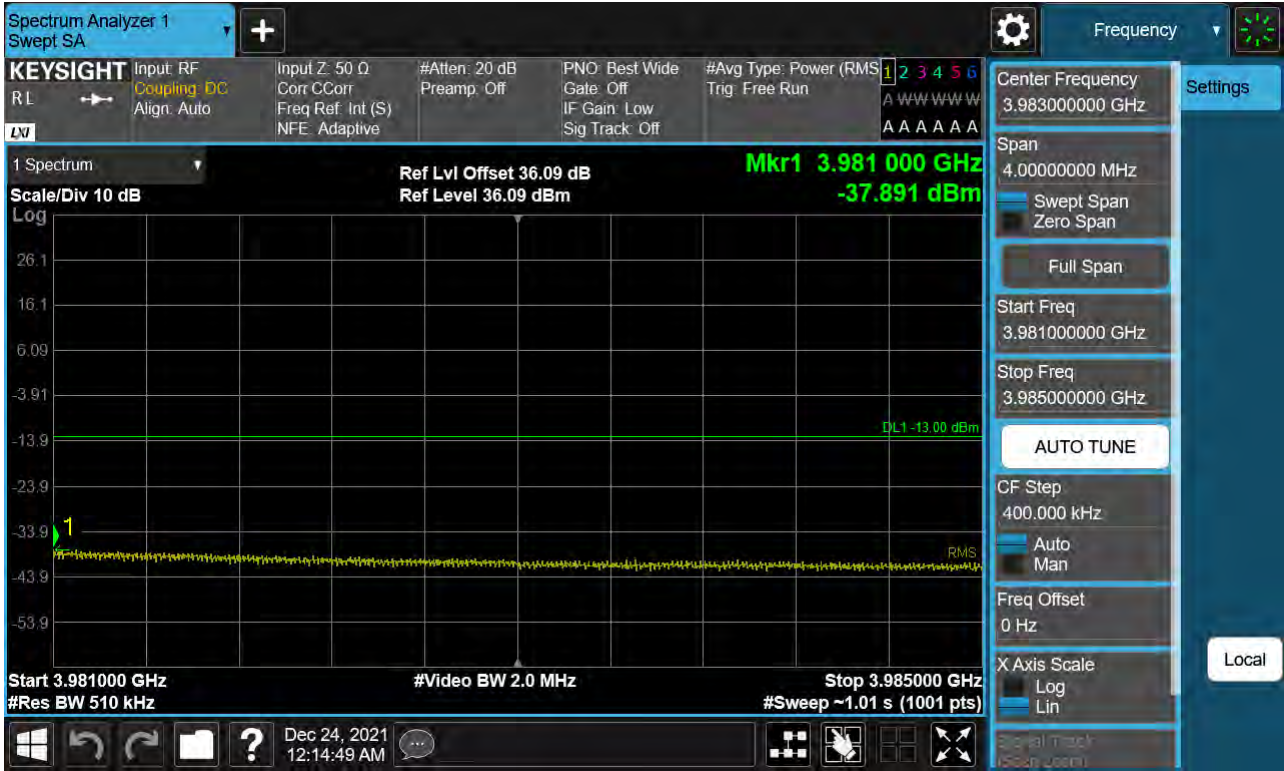 Spectrum Analyzer 1
Swept SA
+
Frequency
KEYSIGHT
R L
LXI
Input: RF
Coupling: DC
Align: Auto
Input Z: 50 Ω
Corr CCorr
Freq Ref: Int (S)
NFE: Adaptive
#Atten: 20 dB
Preamp: Off
PNO: Best Wide
Gate: Off
IF Gain: Low
Sig Track: Off
#Avg Type: Power (RMS
Trig: Free Run
1 2 3 4 5 6
A W W W W W
A A A A A A
1 Spectrum
Scale/Div 10 dB
Ref Lvl Offset 36.09 dB
Ref Level 36.09 dBm
Mkr1 3.981 000 GHz
-37.891 dBm
Log
26.1
16.1
6.09
-3.91
DL1 -13.00 dBm
-13.9
-23.9
-33.9
1
RMS
-43.9
-53.9
Start 3.981000 GHz
#Video BW 2.0 MHz
Stop 3.985000 GHz
#Res BW 510 kHz
#Sweep ~1.01 s (1001 pts)
Center Frequency
3.983000000 GHz
Settings
Span
4.00000000 MHz
Swept Span
Zero Span
Full Span
Start Freq
3.981000000 GHz
Stop Freq
3.985000000 GHz
AUTO TUNE
CF Step
400.000 kHz
Auto
Man
Freq Offset
0 Hz
X Axis Scale
Log
Lin
Local
Signal Track
(Span Zoom)
?
Dec 24, 2021
12:14:49 AM